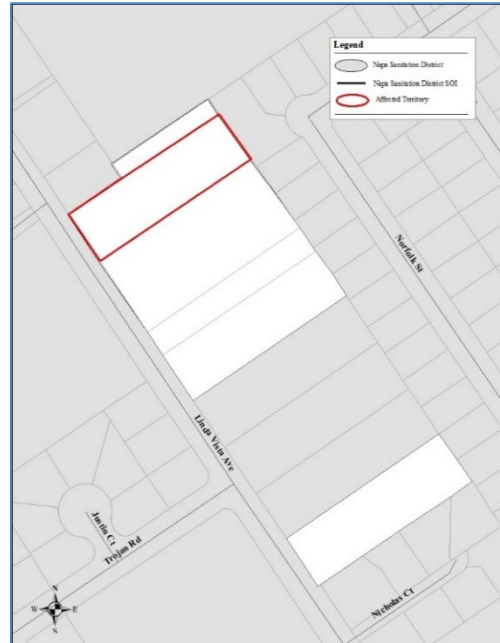 Legend
Napa Sanitation District
Napa Sanitation District SOI
Affected Territory
Norfolk St
Linda Vista Ave
Justin Ct
Trojan Rd
Nicholas Ct
N
W
E
S